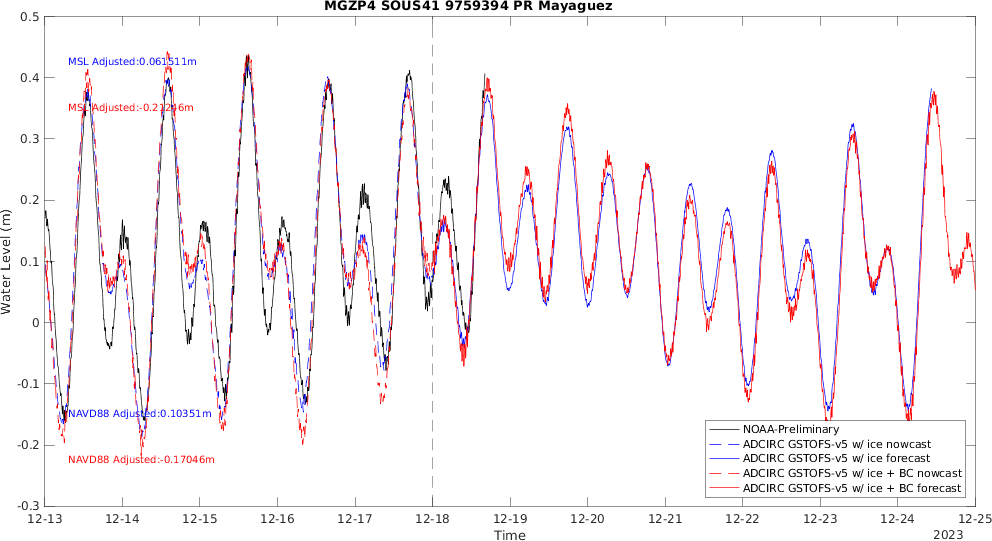 MGZP4 SOUS41 9759394 PR Mayaguez
0.5
0.4
0.3
0.2
0.1
0
-0.1
-0.2
-0.3
Water Level (m)
MSL Adjusted:0.061511m
MSL Adjusted:-0.21246m
NAVD88 Adjusted:0.10351m
NAVD88 Adjusted:-0.17046m
NOAA-Preliminary
ADCIRC GSTOFS-v5 w/ ice nowcast
ADCIRC GSTOFS-v5 w/ ice forecast
ADCIRC GSTOFS-v5 w/ ice + BC nowcast
ADCIRC GSTOFS-v5 w/ ice + BC forecast
12-13 12-14 12-15 12-16 12-17 12-18 12-19 12-20 12-21 12-22 12-23 12-24 12-25
Time
2023